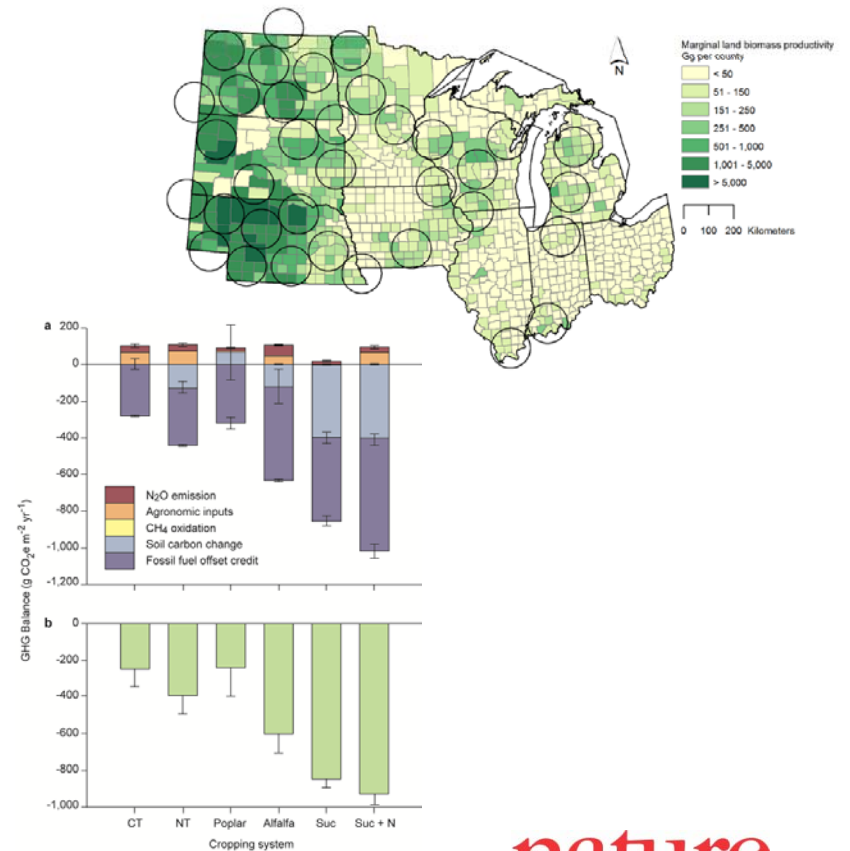 N
Marginal land biomass productivity
Gg per county
< 50
51 - 150
151 - 250
251 - 500
501 - 1,000
1,001 - 5,000
> 5,000
0 100 200 Kilometers
a
200
0
-200
-400
-600
-800
-1,000
-1,200
N2O emission
Agronomic inputs
CH4 oxidation
Soil carbon change
Fossil fuel offset credit
GHG Balance (g CO2e m-2 yr-1)
b
0
-200
-400
-600
-800
-1,000
CT NT Poplar Alfalfa Suc Suc + N
Cropping system
nature